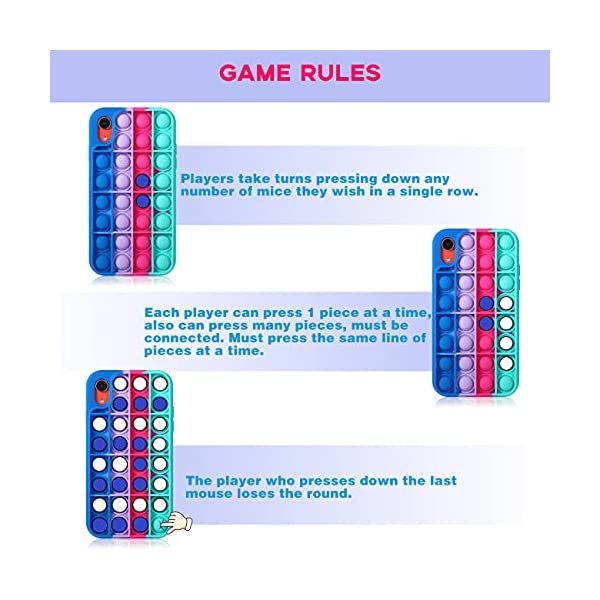 GAME RULES
Players take turns pressing down any
number of mice they wish in a single row.
Each player can press 1 piece at a time,
also can press many pieces, must be
connected. Must press the same line of
pieces at a time.
The player who presses down the last
mouse loses the round.